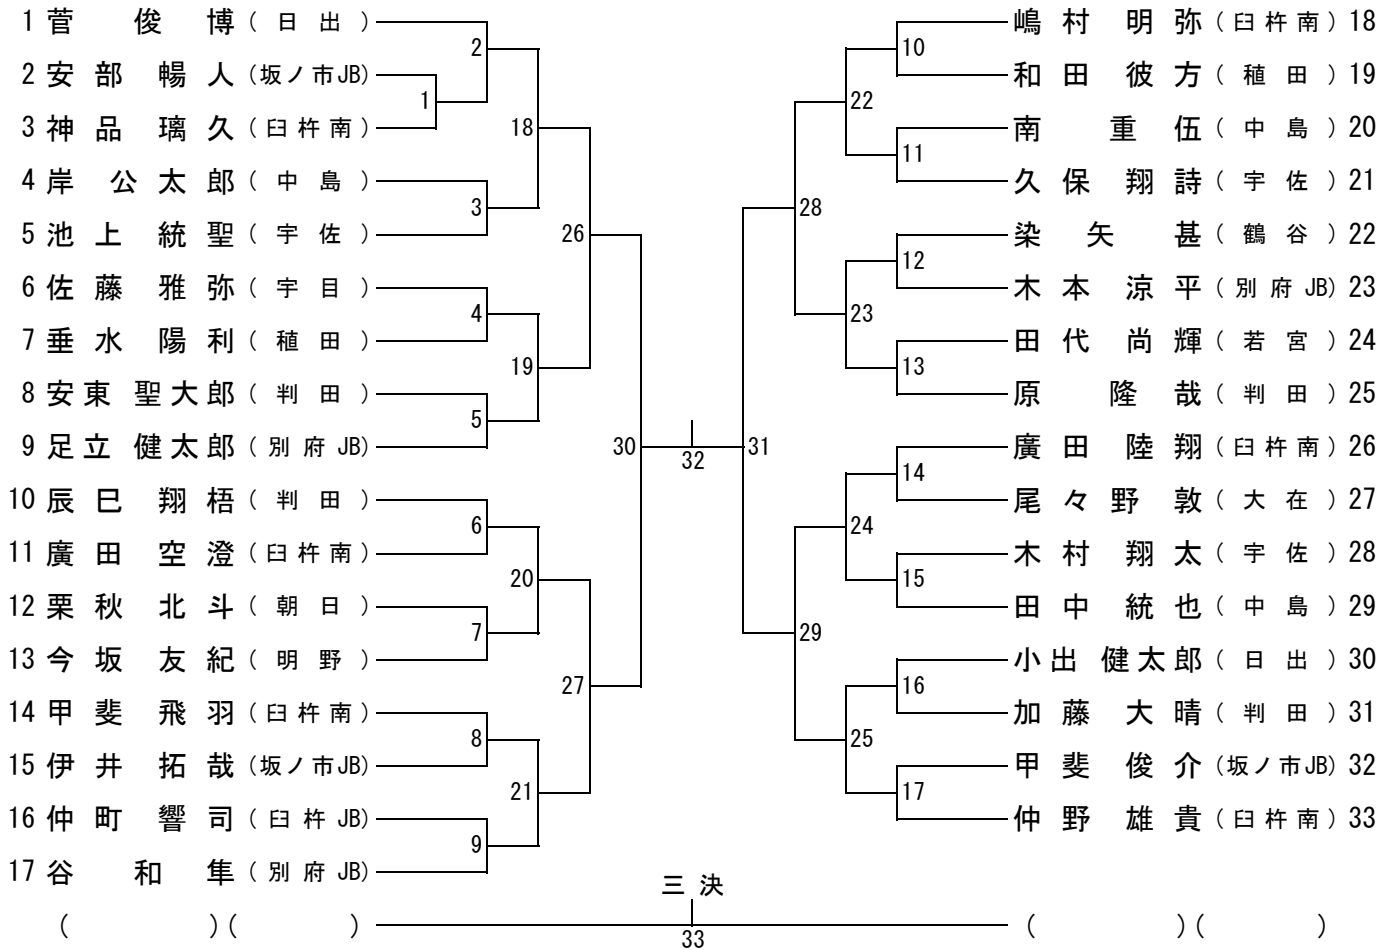 1 菅 俊 博 ( 日 出 )
2 安 部 暢 人 (坂ノ市JB)
3 神 品 璃 久 ( 臼 杵 南 )
4 岸 公 太 郎 ( 中 島 )
5 池 上 統 聖 ( 宇 佐 )
6 佐 藤 雅 弥 ( 宇 目 )
7 垂 水 陽 利 ( 稙 田 )
8 安 東 聖 大 郎 ( 判 田 )
9 足 立 健 太 郎 ( 別 府 JB)
10 辰 巳 翔 梧 ( 判 田 )
11 廣 田 空 澄 ( 臼 杵 南 )
12 栗 秋 北 斗 ( 朝 日 )
13 今 坂 友 紀 ( 明 野 )
14 甲 斐 飛 羽 ( 臼 杵 南 )
15 伊 井 拓 哉 (坂ノ市JB)
16 仲 町 響 司 ( 臼 杵 JB)
17 谷 和 隼 ( 別 府 JB)
1
2
3
4
5
6
7
8
9
18
19
20
21
26
27
30
32
31
28
29
22
23
24
25
10
11
12
13
14
15
16
17
嶋 村 明 弥 ( 臼 杵 南 ) 18
和 田 彼 方 ( 稙 田 ) 19
南 重 伍 ( 中 島 ) 20
久 保 翔 詩 ( 宇 佐 ) 21
染 矢 甚 ( 鶴 谷 ) 22
木 本 涼 平 ( 別 府 JB) 23
田 代 尚 輝 ( 若 宮 ) 24
原 隆 哉 ( 判 田 ) 25
廣 田 陸 翔 ( 臼 杵 南 ) 26
尾 々 野 敦 ( 大 在 ) 27
木 村 翔 太 ( 宇 佐 ) 28
田 中 統 也 ( 中 島 ) 29
小 出 健 太 郎 ( 日 出 ) 30
加 藤 大 晴 ( 判 田 ) 31
甲 斐 俊 介 (坂ノ市JB) 32
仲 野 雄 貴 ( 臼 杵 南 ) 33
三 決
( ) ( ) ( ) ( )
33